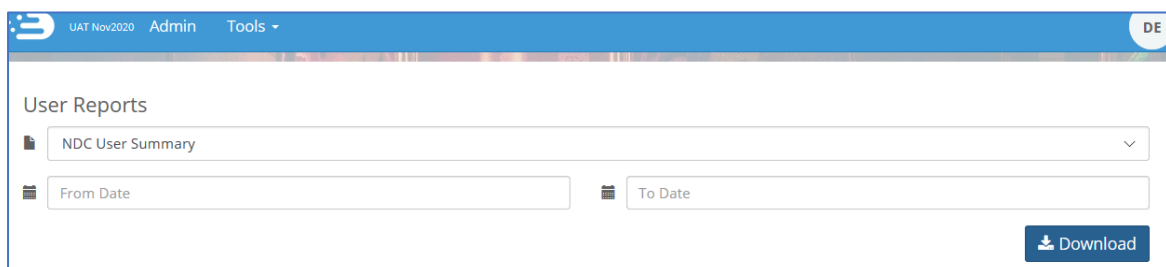 UAT Nov2020 Admin Tools
DE
User Reports
NDC User Summary
From Date To Date
Download